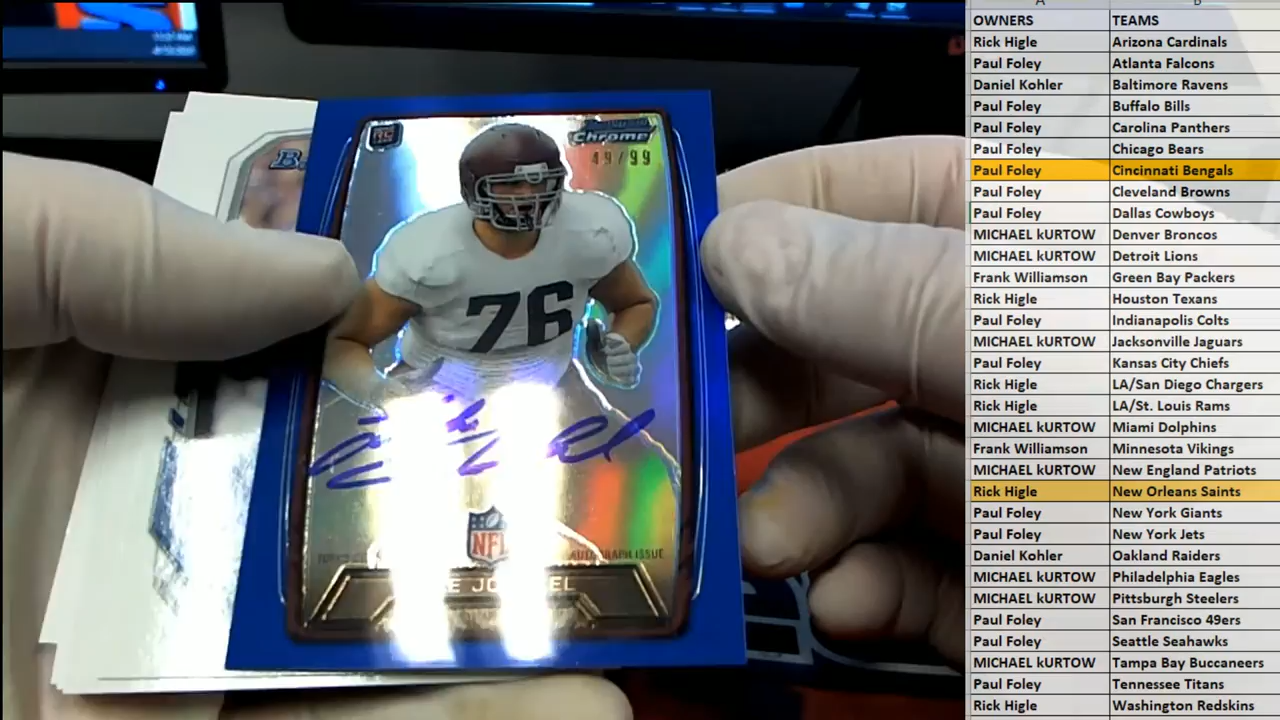 A B
OWNERS TEAMS
Rick Higle Arizona Cardinals
Paul Foley Atlanta Falcons
Daniel Kohler Baltimore Ravens
Paul Foley Buffalo Bills
Paul Foley Carolina Panthers
Paul Foley Chicago Bears
Paul Foley Cincinnati Bengals
Paul Foley Cleveland Browns
Paul Foley Dallas Cowboys
MICHAEL kURTOW Denver Broncos
MICHAEL kURTOW Detroit Lions
Frank Williamson Green Bay Packers
Rick Higle Houston Texans
Paul Foley Indianapolis Colts
MICHAEL kURTOW Jacksonville Jaguars
Paul Foley Kansas City Chiefs
Rick Higle LA/San Diego Chargers
Rick Higle LA/St. Louis Rams
MICHAEL kURTOW Miami Dolphins
Frank Williamson Minnesota Vikings
MICHAEL kURTOW New England Patriots
Rick Higle New Orleans Saints
Paul Foley New York Giants
Paul Foley New York Jets
Daniel Kohler Oakland Raiders
MICHAEL kURTOW Philadelphia Eagles
MICHAEL kURTOW Pittsburgh Steelers
Paul Foley San Francisco 49ers
Paul Foley Seattle Seahawks
MICHAEL kURTOW Tampa Bay Buccaneers
Paul Foley Tennessee Titans
Rick Higle Washington Redskins
RC
Chrome
49/99
76
NFL
AUTOGRAPH ISSUE